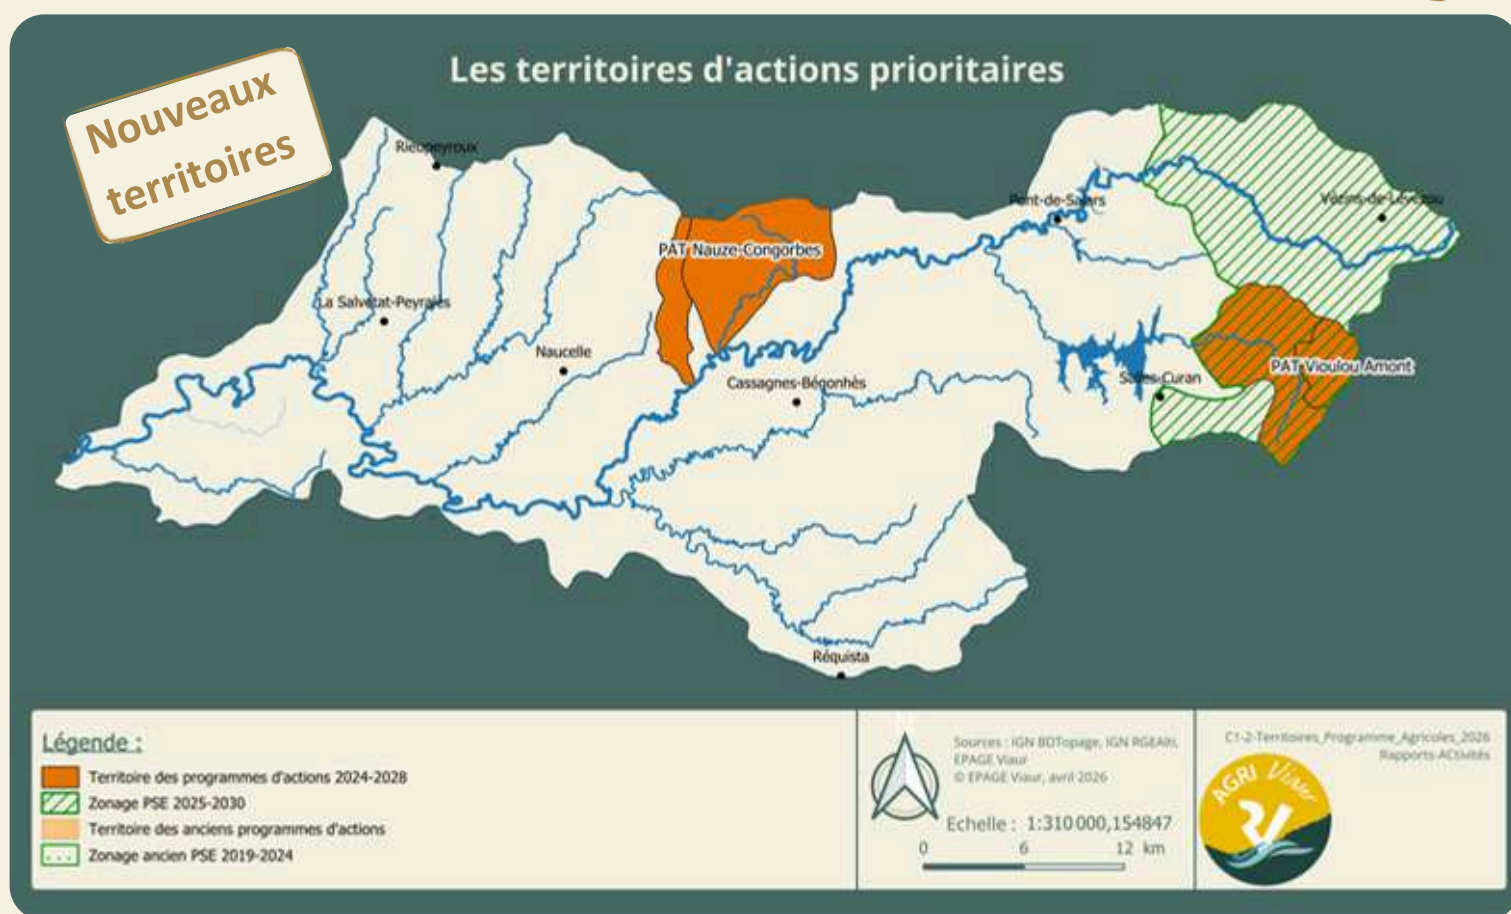 Les territoires d'actions prioritaires
Nouveaux
territoires
Rieupeyroux
Pont-de-Salars
Vézins-de-Lévézou
PAT Nauze-Congorbes
La Salvetat-Peyralès
Naucelle
PAT Vioulou Amont
Cassagnes-Bégonhès
Salles-Curan
Réquista
Légende :
Territoire des programmes d'actions 2024-2028
Zonage PSE 2025-2030
Territoire des anciens programmes d'actions
Zonage ancien PSE 2019-2024
Sources : IGN BDTopage, IGN RGEAlti,
EPAGE Viaur
© EPAGE Viaur, avril 2026
Echelle : 1:310 000,154847
0 6 12 km
C1-2-Territoires_Programme_Agricoles_2026
Rapports-ACtivités
AGRI Viaur